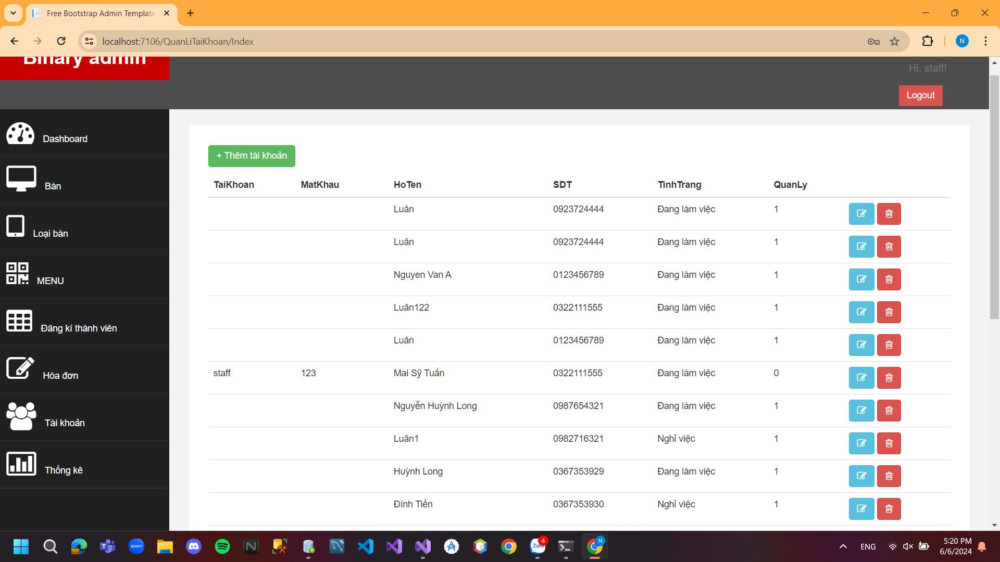 Free Bootstrap Admin Template
localhost:7106/QuanLiTaiKhoan/Index
N
Binary admin
Hi, staff!
Logout
Dashboard
Bàn
Loại bàn
MENU
Đăng kí thành viên
Hóa đơn
Tài khoản
Thống kê
+ Thêm tài khoản
TaiKhoan MatKhau HoTen SDT TinhTrang QuanLy
Luân 0923724444 Đang làm việc 1
Luân 0923724444 Đang làm việc 1
Nguyen Van A 0123456789 Đang làm việc 1
Luân122 0322111555 Đang làm việc 1
Luân 0123456789 Đang làm việc 1
staff 123 Mai Sỹ Tuấn 0322111555 Đang làm việc 0
Nguyễn Huỳnh Long 0987654321 Đang làm việc 1
Luân1 0982716321 Nghỉ việc 1
Huỳnh Long 0367353929 Đang làm việc 1
Đình Tiến 0367353930 Nghỉ việc 1
zoom
N
Zalo
4
N
ENG
5:20 PM
6/6/2024